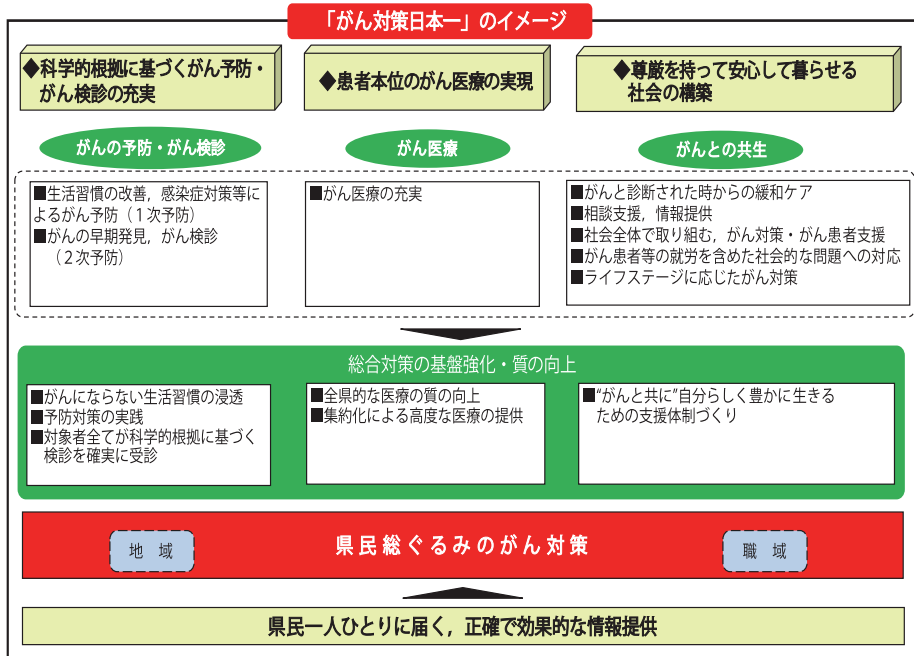 「がん対策日本一」のイメージ
◆科学的根拠に基づくがん予防・
がん検診の充実
◆患者本位のがん医療の実現
◆尊厳を持って安心して暮らせる
社会の構築
がんの予防・がん検診
がん医療
がんとの共生
■生活習慣の改善，感染症対策等に
よるがん予防（１次予防）
■がんの早期発見，がん検診
（２次予防）
■がん医療の充実
■がんと診断された時からの緩和ケア
■相談支援，情報提供
■社会全体で取り組む，がん対策・がん患者支援
■がん患者等の就労を含めた社会的な問題への対応
■ライフステージに応じたがん対策
総合対策の基盤強化・質の向上
■がんにならない生活習慣の浸透
■予防対策の実践
■対象者全てが科学的根拠に基づく
検診を確実に受診
■全県的な医療の質の向上
■集約化による高度な医療の提供
■“がんと共に”自分らしく豊かに生きる
ための支援体制づくり
地　域
県民総ぐるみのがん対策
職　域
県民一人ひとりに届く，正確で効果的な情報提供